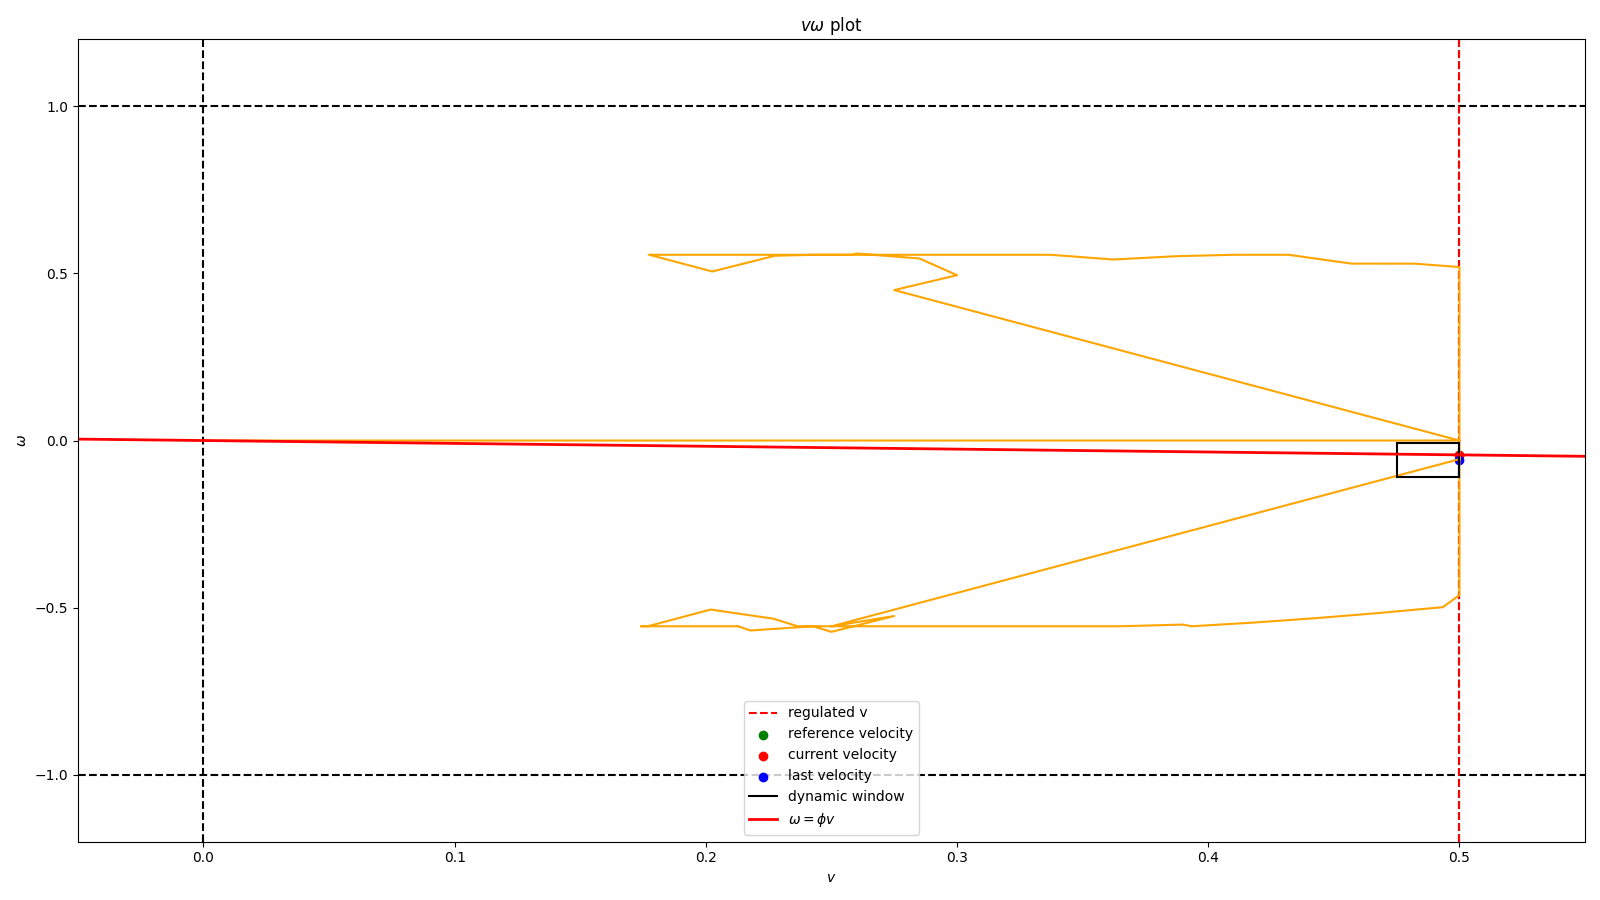 vω plot
1.0
0.5
0.0
−0.5
−1.0
ω
0.0
0.1
0.2
0.3
0.4
0.5
v
regulated v
reference velocity
current velocity
last velocity
dynamic window
ω = ϕv